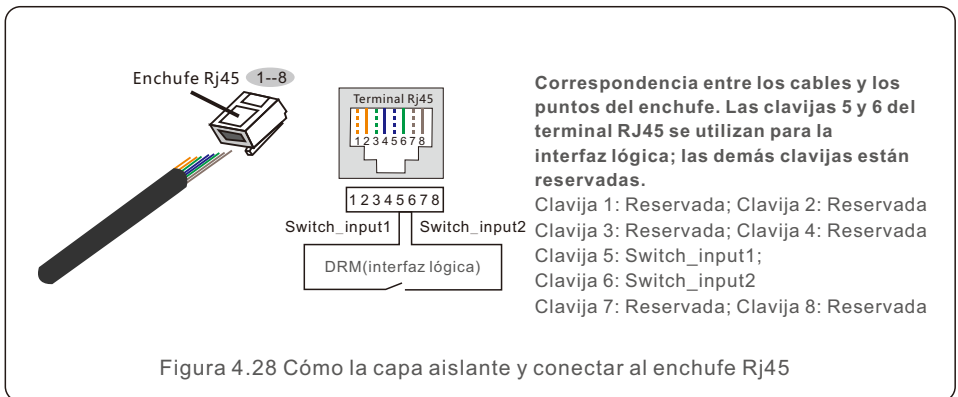 Enchufe Rj45 1--8
Terminal Rj45
12345678
12345678
Switch_input1 Switch_input2
DRM(interfaz lógica)
Correspondencia entre los cables y los
puntos del enchufe. Las clavijas 5 y 6 del
terminal RJ45 se utilizan para la
interfaz lógica; las demás clavijas están
reservadas.
Clavija 1: Reservada; Clavija 2: Reservada
Clavija 3: Reservada; Clavija 4: Reservada
Clavija 5: Switch_input1;
Clavija 6: Switch_input2
Clavija 7: Reservada; Clavija 8: Reservada
Figura 4.28 Cómo la capa aislante y conectar al enchufe Rj45